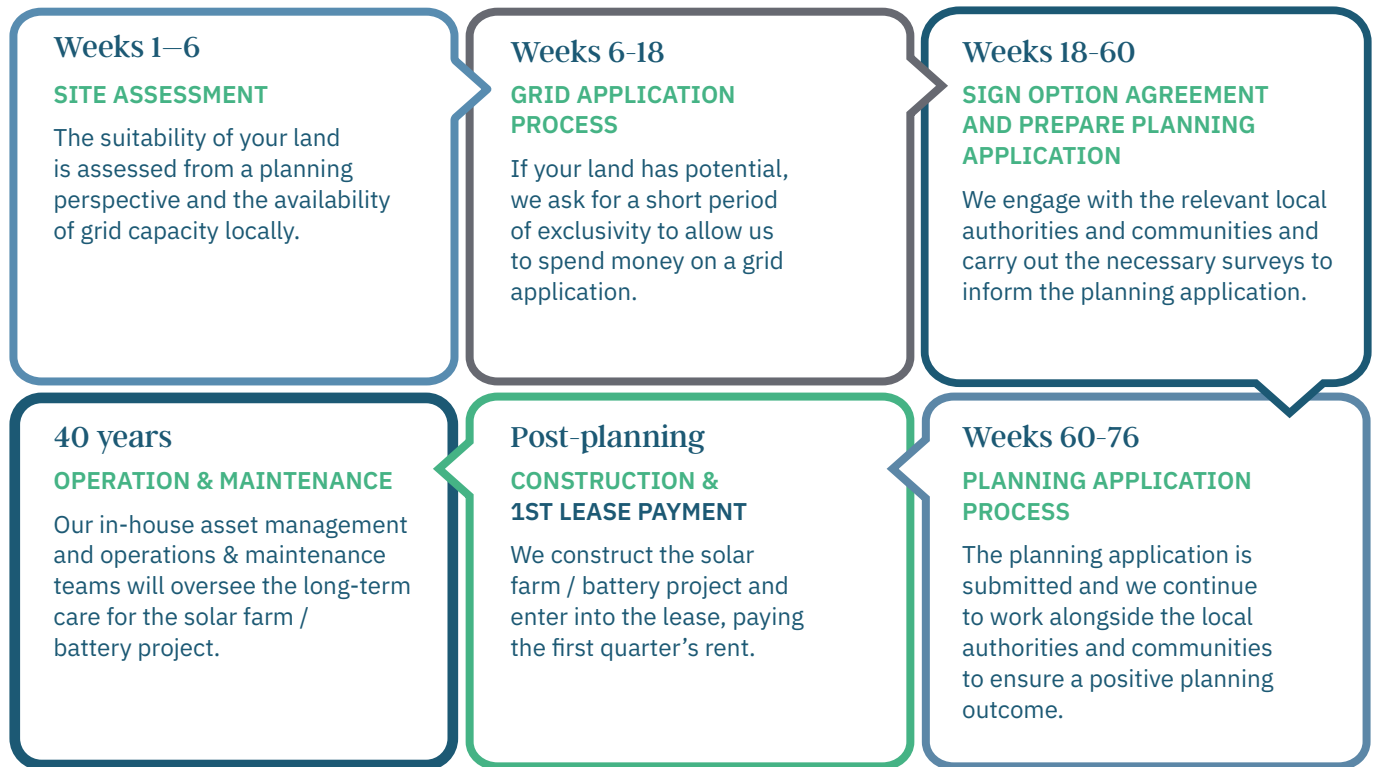 Weeks 1–6
SITE ASSESSMENT
The suitability of your land
is assessed from a planning
perspective and the availability
of grid capacity locally.
Weeks 6-18
GRID APPLICATION
PROCESS
If your land has potential,
we ask for a short period
of exclusivity to allow us
to spend money on a grid
application.
Weeks 18-60
SIGN OPTION AGREEMENT
AND PREPARE PLANNING
APPLICATION
We engage with the relevant local
authorities and communities and
carry out the necessary surveys to
inform the planning application.
Weeks 60-76
PLANNING APPLICATION
PROCESS
The planning application is
submitted and we continue
to work alongside the local
authorities and communities
to ensure a positive planning
outcome.
Post-planning
CONSTRUCTION &
1ST LEASE PAYMENT
We construct the solar
farm / battery project and
enter into the lease, paying
the first quarter’s rent.
40 years
OPERATION & MAINTENANCE
Our in-house asset management
and operations & maintenance
teams will oversee the long-term
care for the solar farm /
battery project.